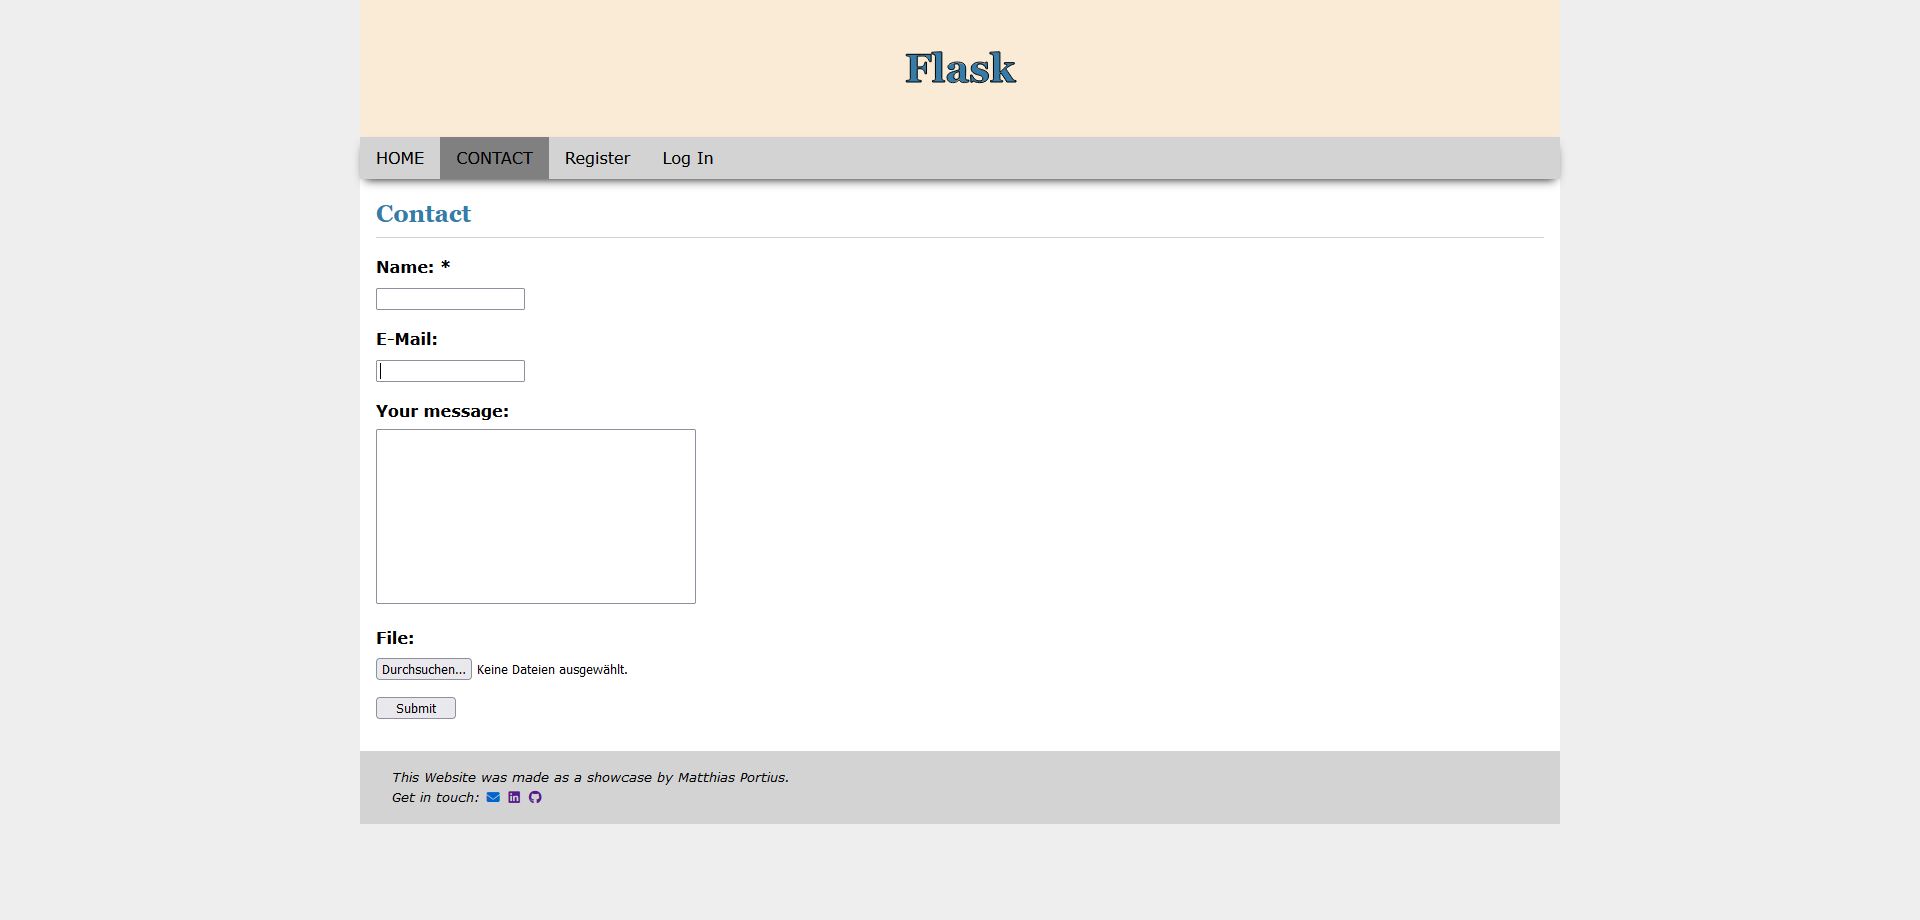 Flask
HOME CONTACT Register Log In
Contact
Name: *
E-Mail:
Your message:
File:
Durchsuchen... Keine Dateien ausgewählt.
Submit
This Website was made as a showcase by Matthias Portius.
Get in touch: